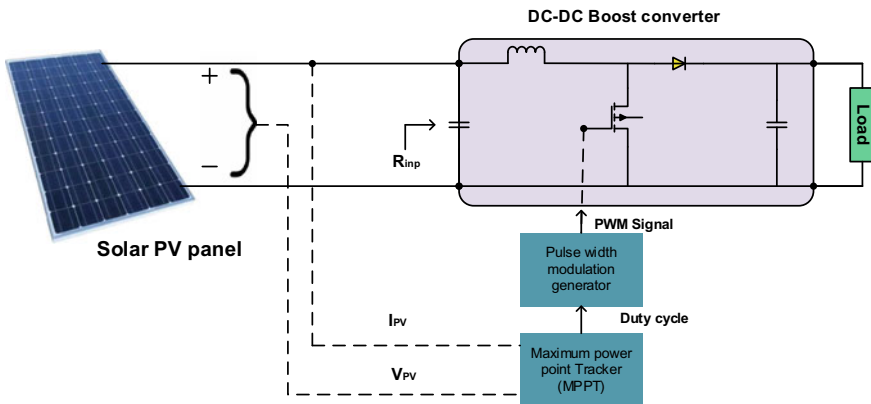 DC-DC Boost converter
+
−
Rinp
Load
Solar PV panel
PWM Signal
Pulse width
modulation
generator
Duty cycle
IPV
VPV
Maximum power
point Tracker
(MPPT)